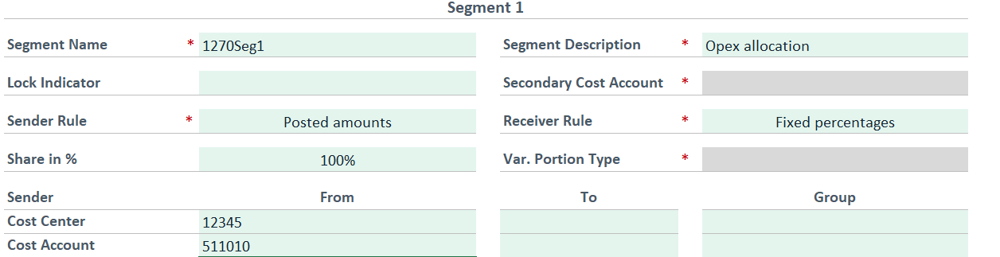 Segment 1
Segment Name * 1270Seg1 Segment Description * Opex allocation
Lock Indicator Secondary Cost Account *
Sender Rule * Posted amounts Receiver Rule * Fixed percentages
Share in % 100% Var. Portion Type *
Sender From To Group
Cost Center 12345
Cost Account 511010